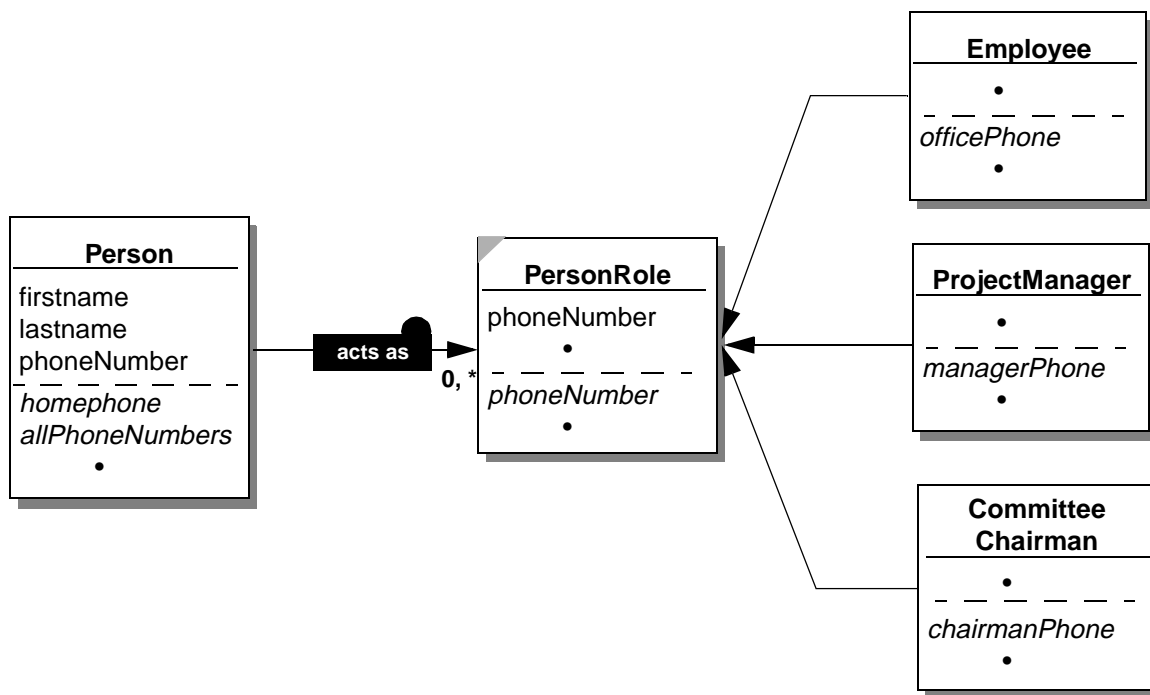 Person
firstname
lastname
phoneNumber
homephone
allPhoneNumbers
acts as
0, *
PersonRole
phoneNumber
phoneNumber
Employee
officePhone
ProjectManager
managerPhone
Committee
Chairman
chairmanPhone